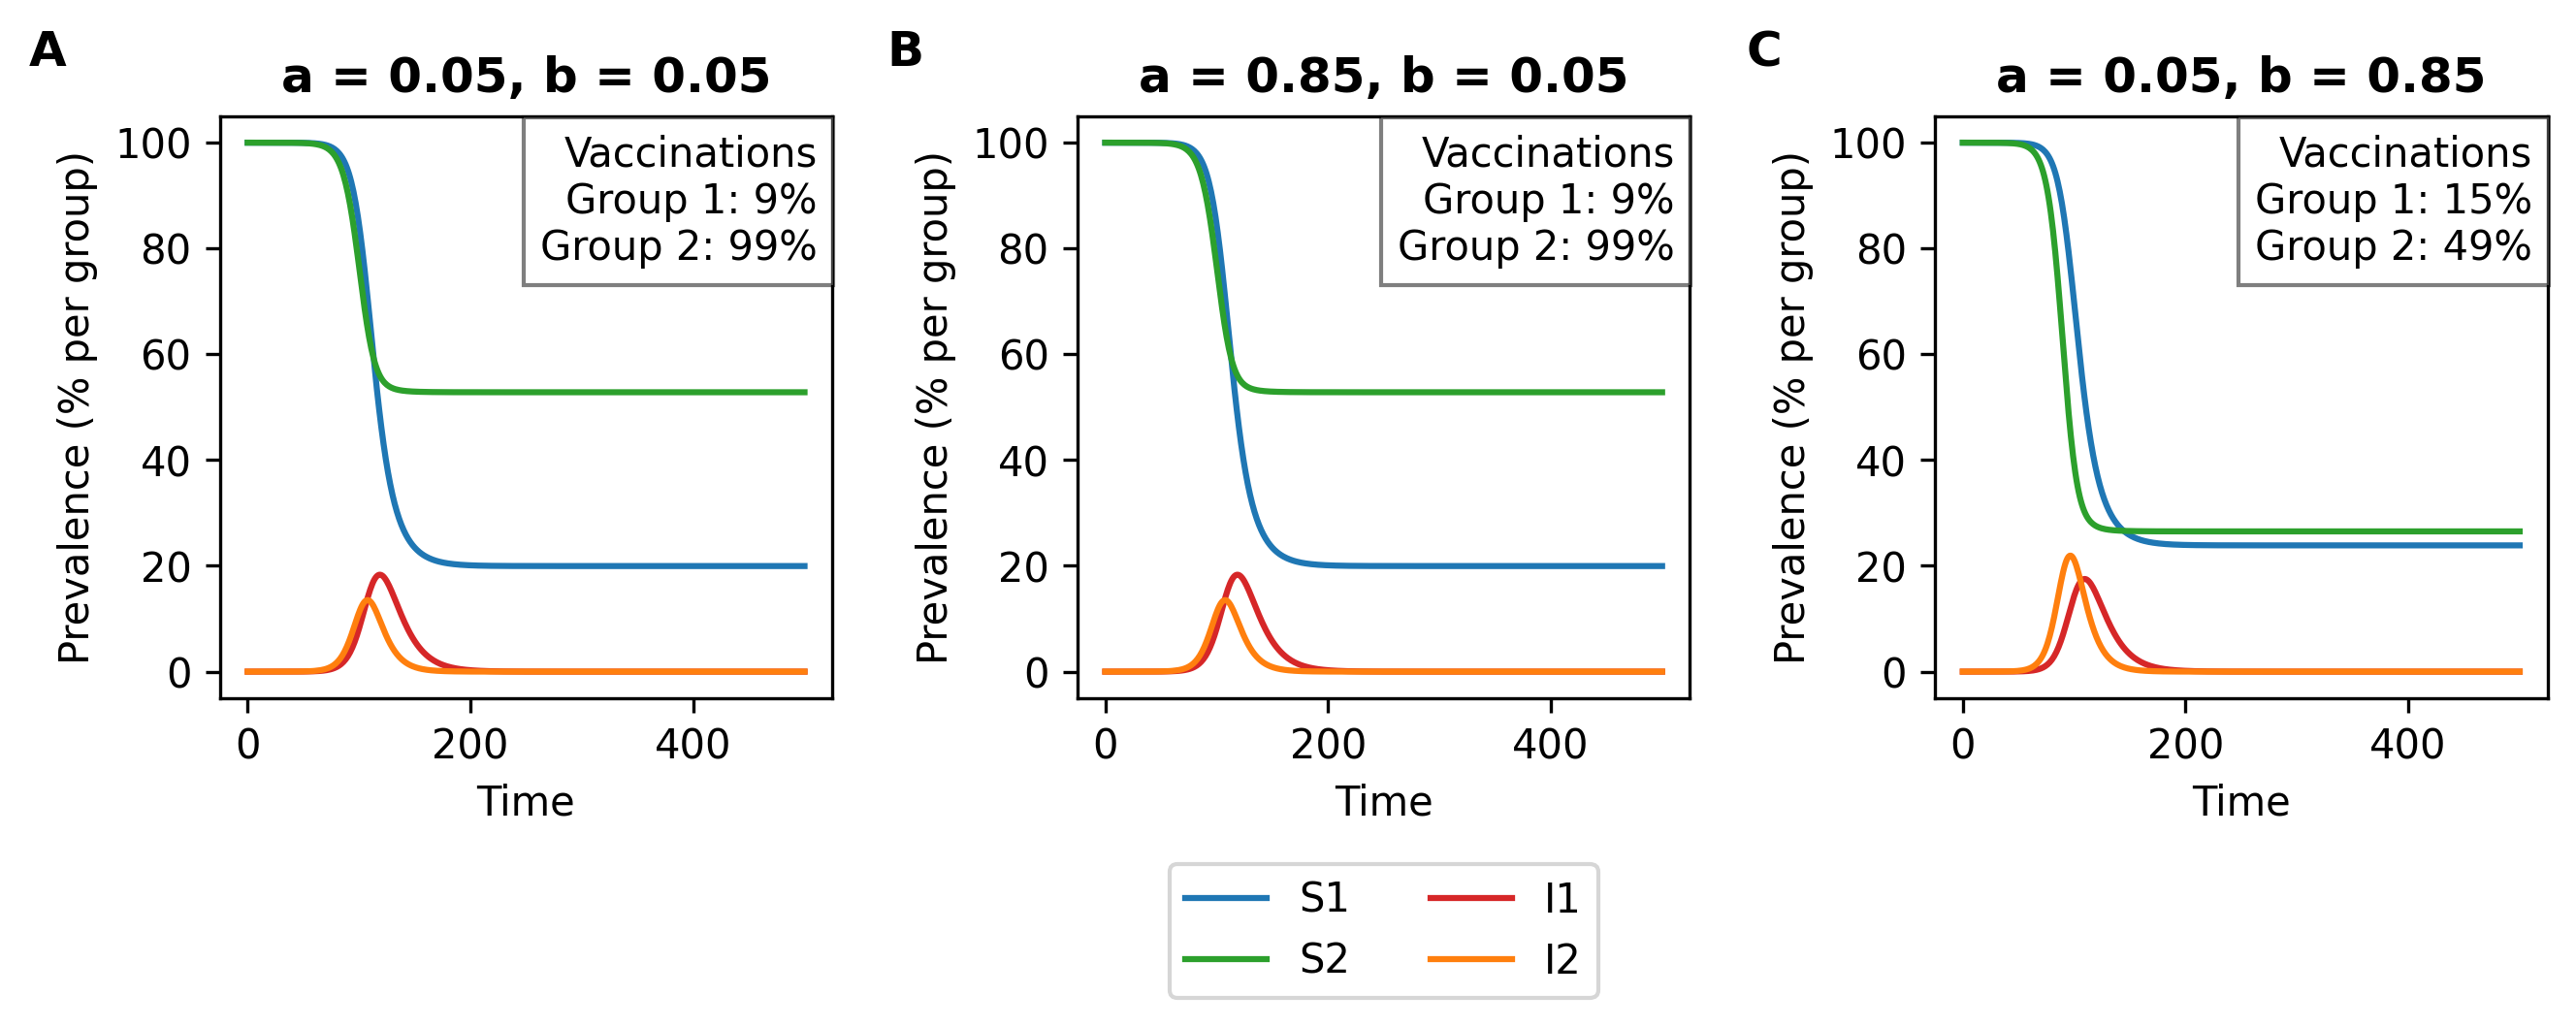 A
a = 0.05, b = 0.05
Prevalence (% per group)
100
80
60
40
20
0
Vaccinations
Group 1: 9%
Group 2: 99%
0 200 400
Time
B
a = 0.85, b = 0.05
Prevalence (% per group)
100
80
60
40
20
0
Vaccinations
Group 1: 9%
Group 2: 99%
0 200 400
Time
C
a = 0.05, b = 0.85
Prevalence (% per group)
100
80
60
40
20
0
Vaccinations
Group 1: 15%
Group 2: 49%
0 200 400
Time
S1 I1
S2 I2